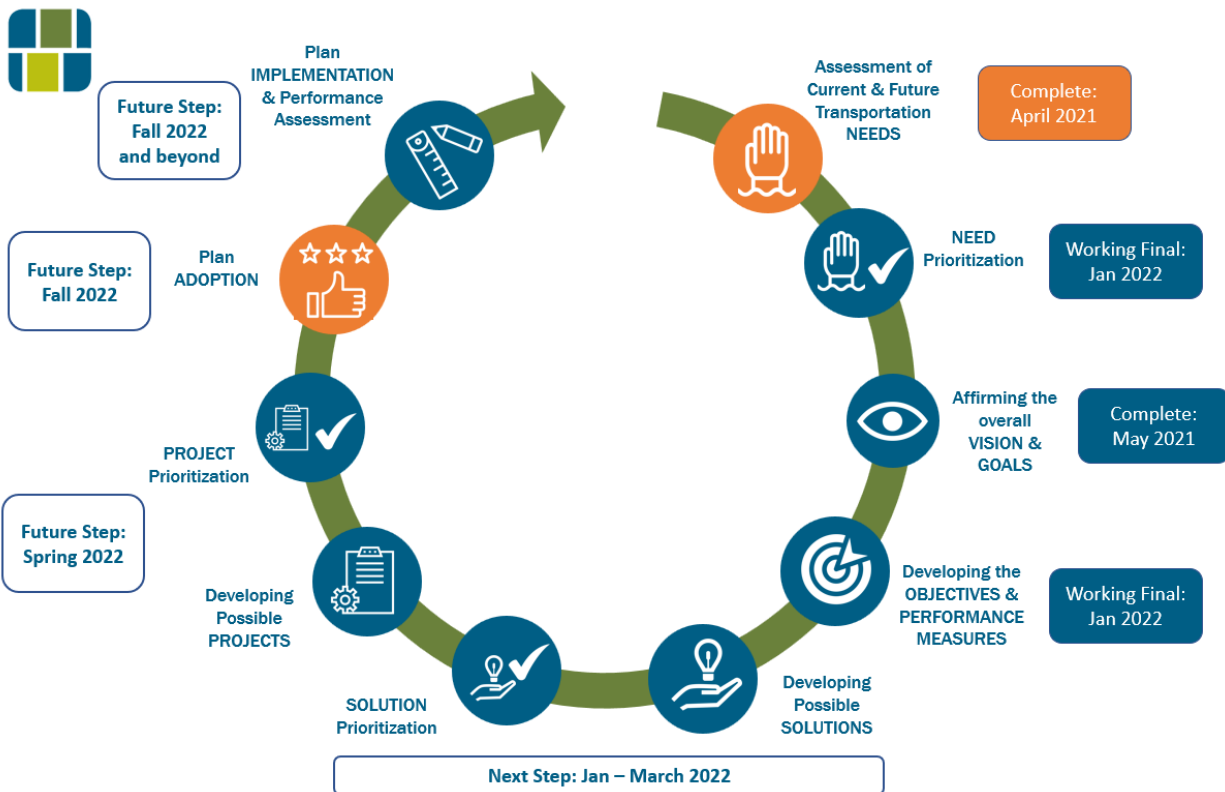 Plan
IMPLEMENTATION
& Performance
Assessment
Future Step:
Fall 2022
and beyond
Assessment of
Current & Future
Transportation
NEEDS
Complete:
April 2021
NEED
Prioritization
Working Final:
Jan 2022
Affirming the
overall
VISION &
GOALS
Complete:
May 2021
Developing the
OBJECTIVES &
PERFORMANCE
MEASURES
Working Final:
Jan 2022
Developing
Possible
SOLUTIONS
SOLUTION
Prioritization
Next Step: Jan – March 2022
Developing
Possible
PROJECTS
Future Step:
Spring 2022
PROJECT
Prioritization
Plan
ADOPTION
Future Step:
Fall 2022